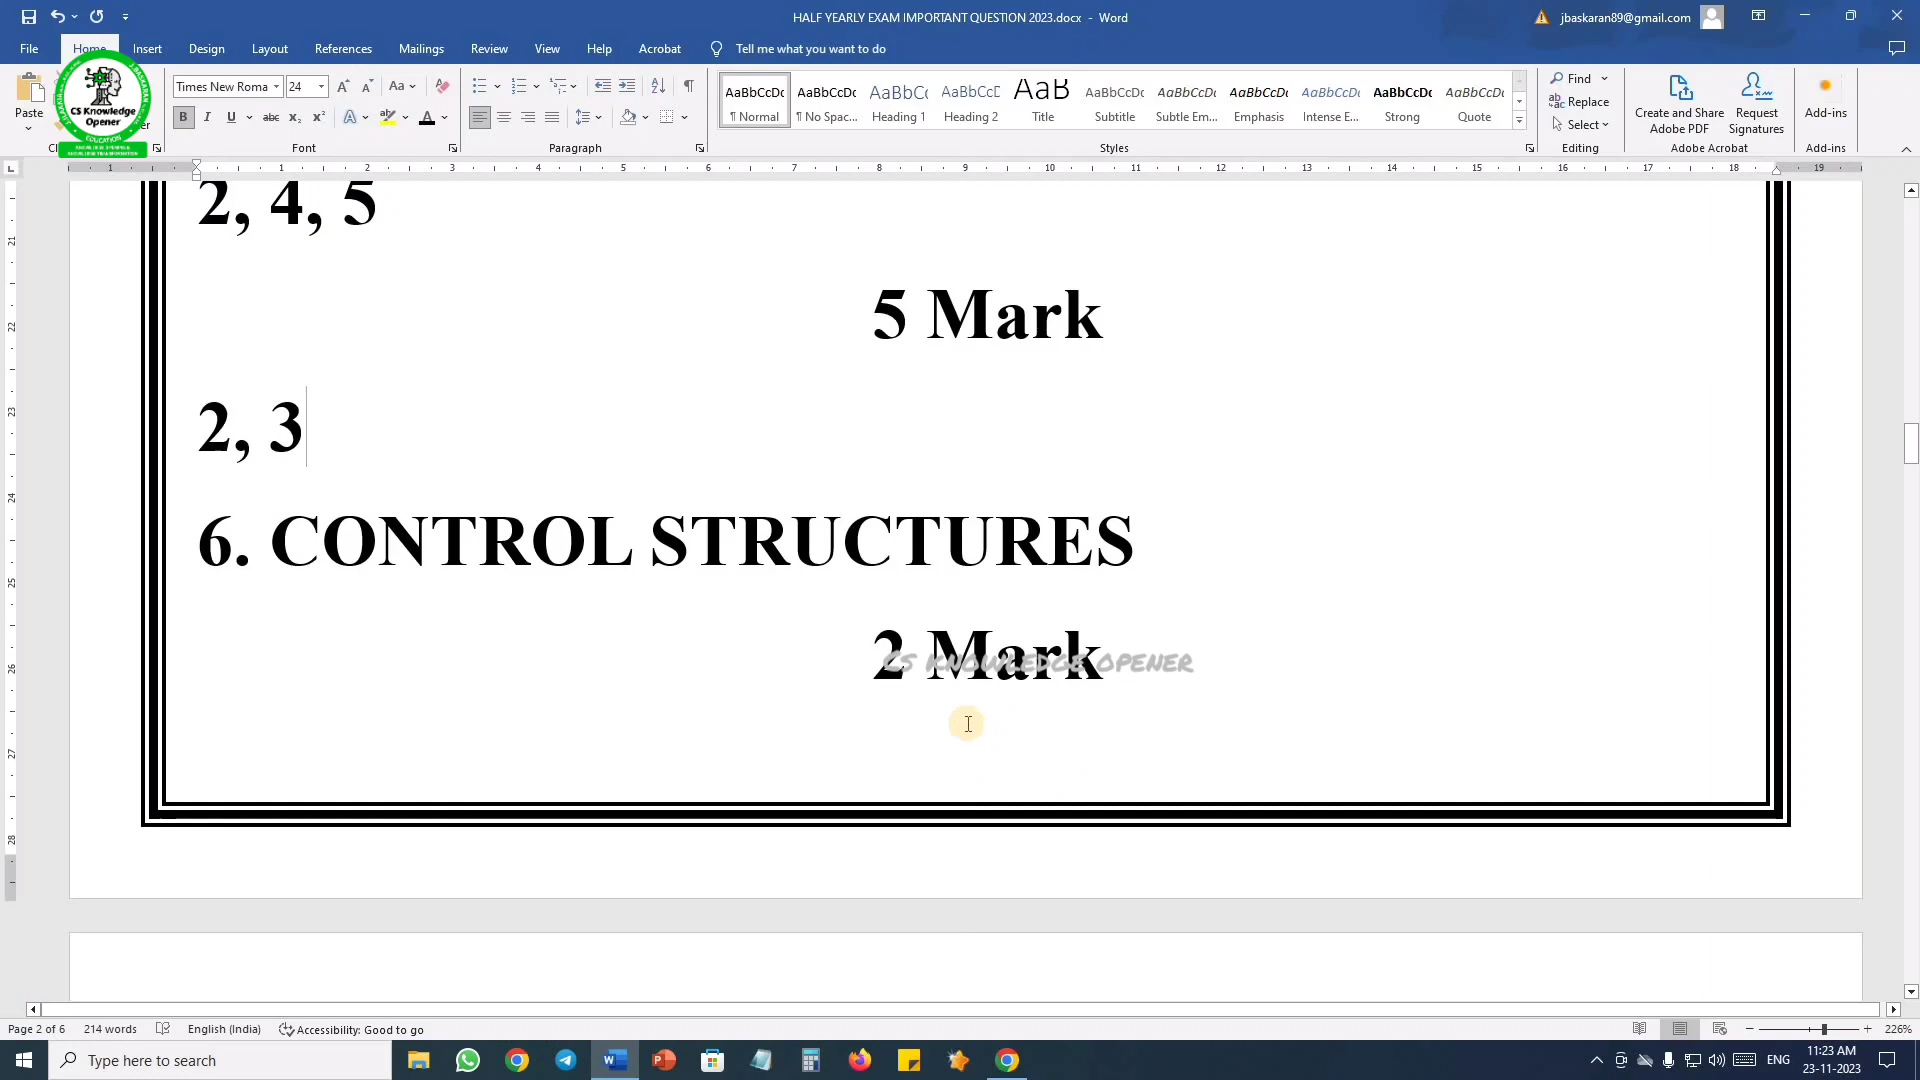 HALF YEARLY EXAM IMPORTANT QUESTION 2023.docx - Word
jbaskaran89@gmail.com
File Home Insert Design Layout References Mailings Review View Help Acrobat Tell me what you want to do
Paste
CS Knowledge
Opener
EDUCATION
Times New Roma 24
Font
Paragraph
AaBbCcDc AaBbCcDc AaBbC AaBbCcD AaB AaBbCcDc AaBbCcDc AaBbCcDc AaBbCcDc AaBbCcDc AaBbCcDc
¶ Normal ¶ No Spac... Heading 1 Heading 2 Title Subtitle Subtle Em... Emphasis Intense E... Strong Quote
Styles
Find
Replace
Select
Editing
Create and Share
Adobe PDF
Request
Signatures
Adobe Acrobat
Add-ins
Add-ins
2, 4, 5
5 Mark
2, 3
6. CONTROL STRUCTURES
2 Mark
CS KNOWLEDGE OPENER
Page 2 of 6 214 words English (India) Accessibility: Good to go 226%
Type here to search
ENG
11:23 AM
23-11-2023